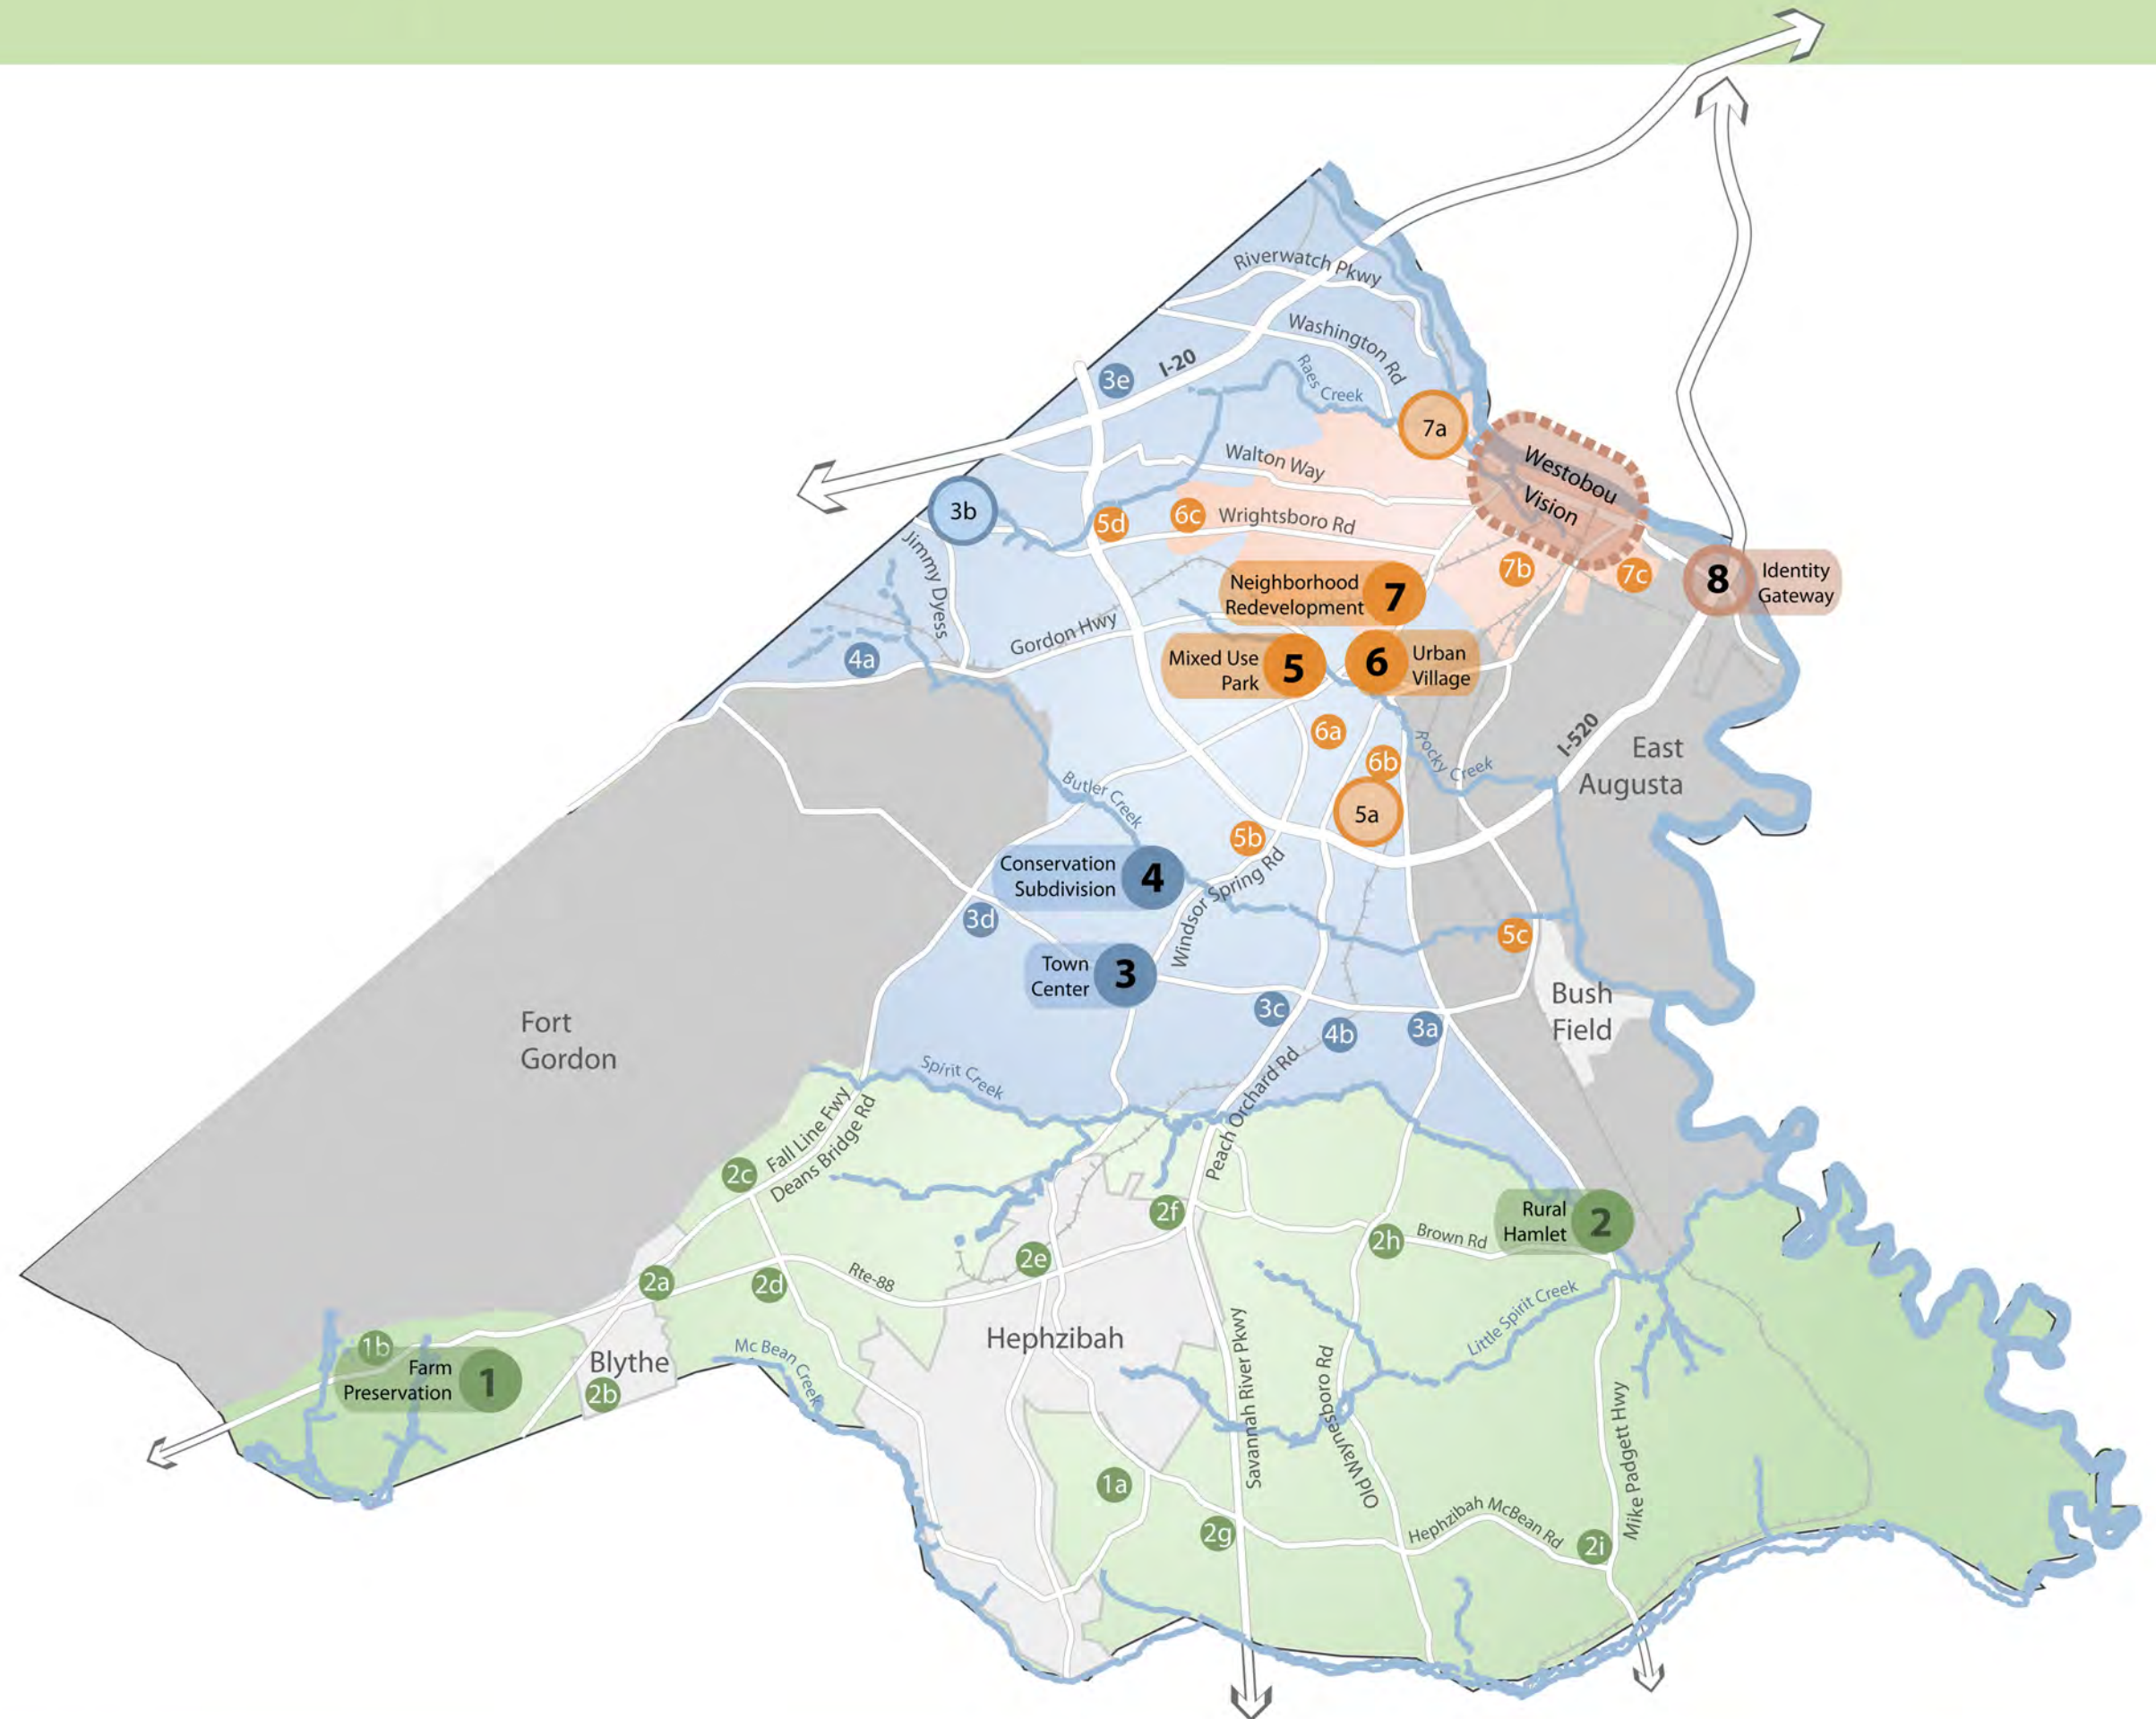 Riverwatch Pkwy
Washington Rd
I-20
3e
Raes Creek
7a
Walton Way
Westobou
Vision
3b
5d
6c
Wrightsboro Rd
Jimmy Dyess
7b
7c
8
Identity
Gateway
Neighborhood
Redevelopment
7
Gordon Hwy
4a
Mixed Use
Park
5
6
Urban
Village
6a
6b
Rocky Creek
I-520
East
Augusta
Butler Creek
5a
5b
Conservation
Subdivision
4
Windsor Spring Rd
3d
5c
Town
Center
3
3c
4b
3a
Bush
Field
Fort
Gordon
Spirit Creek
Fall Line Fwy
Deans Bridge Rd
Peach Orchard Rd
2c
2f
Rural
Hamlet
2
2h
Brown Rd
2e
2a
2d
Rte-88
Little Spirit Creek
Hephzibah
1b
Farm
Preservation
1
Blythe
2b
Mc Bean Creek
Savannah River Pkwy
Old Waynesboro Rd
Mike Padgett Hwy
1a
2g
Hephzibah McBean Rd
2i